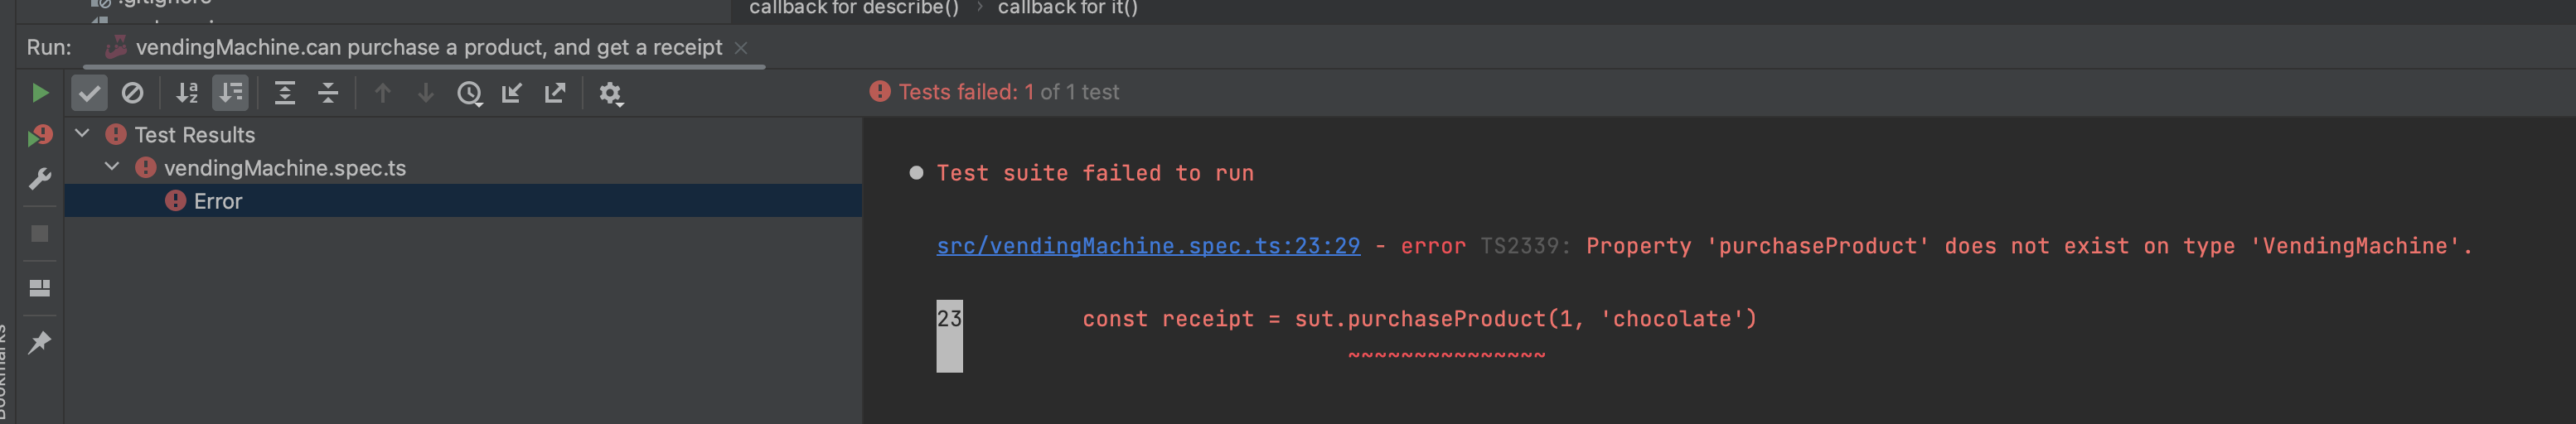 .gitignore
callback for describe() › callback for it()
Run: vendingMachine.can purchase a product, and get a receipt ×
Tests failed: 1 of 1 test
Test Results
vendingMachine.spec.ts
Error
Test suite failed to run
src/vendingMachine.spec.ts:23:29 - error TS2339: Property 'purchaseProduct' does not exist on type 'VendingMachine'.
23 const receipt = sut.purchaseProduct(1, 'chocolate')
~~~~~~~~~~~~~~~
Bookmarks